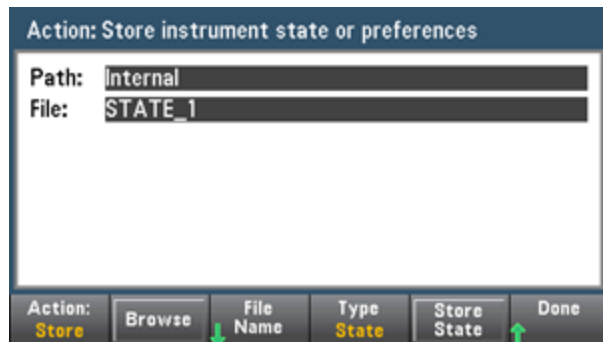 Action: Store instrument state or preferences
Path: Internal
File: STATE_1
Action: Store
Browse
File Name
Type State
Store State
Done